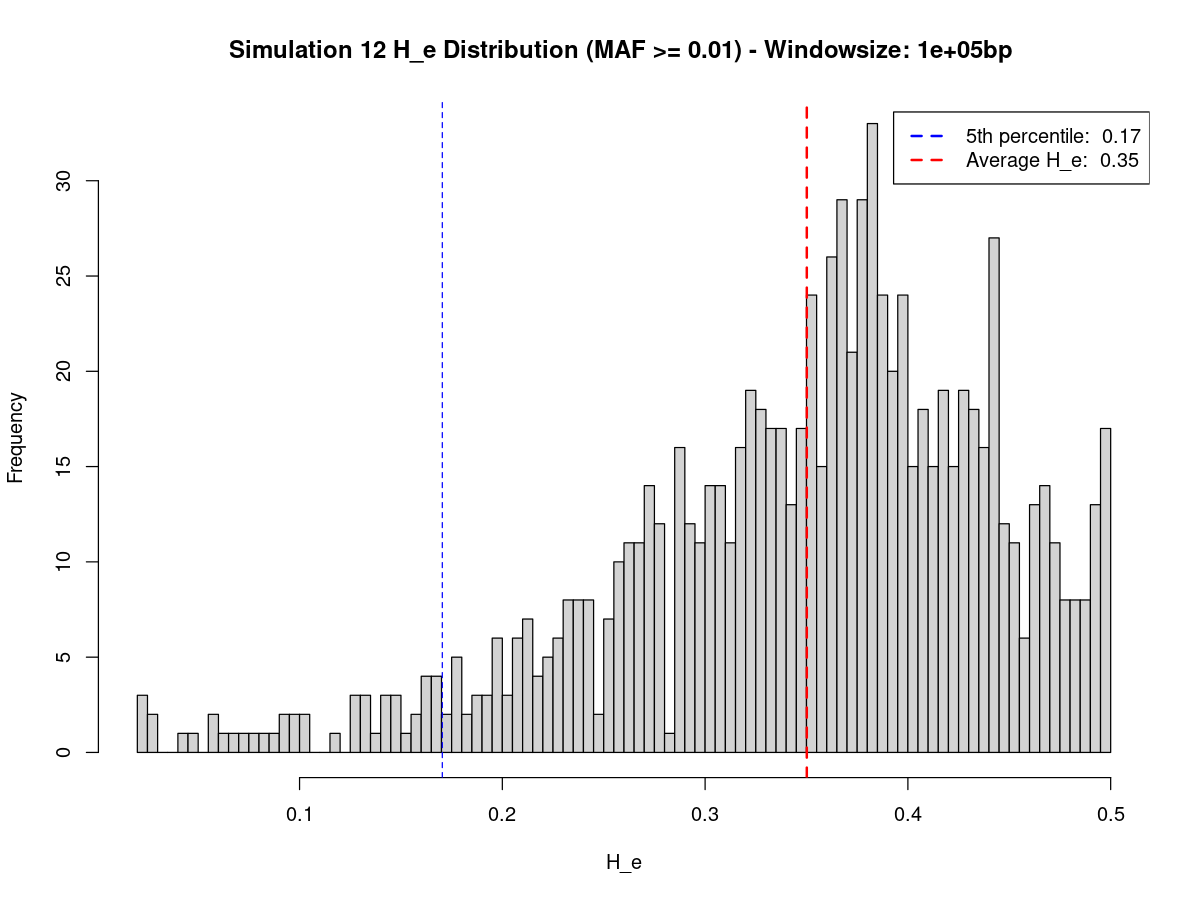 Simulation 12 H_e Distribution (MAF >= 0.01) - Windowsize: 1e+05bp
5th percentile: 0.17
Average H_e: 0.35
Frequency
30
25
20
15
10
5
0
0.1 0.2 0.3 0.4 0.5
H_e